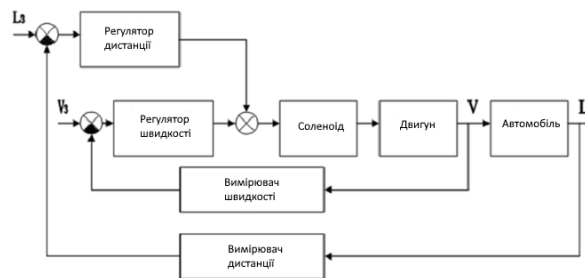 Lз
Регулятор
дистанції
Vз
Регулятор
швидкості
Соленоїд
Двигун
V
Автомобіль
L
Вимірювач
швидкості
Вимірювач
дистанції